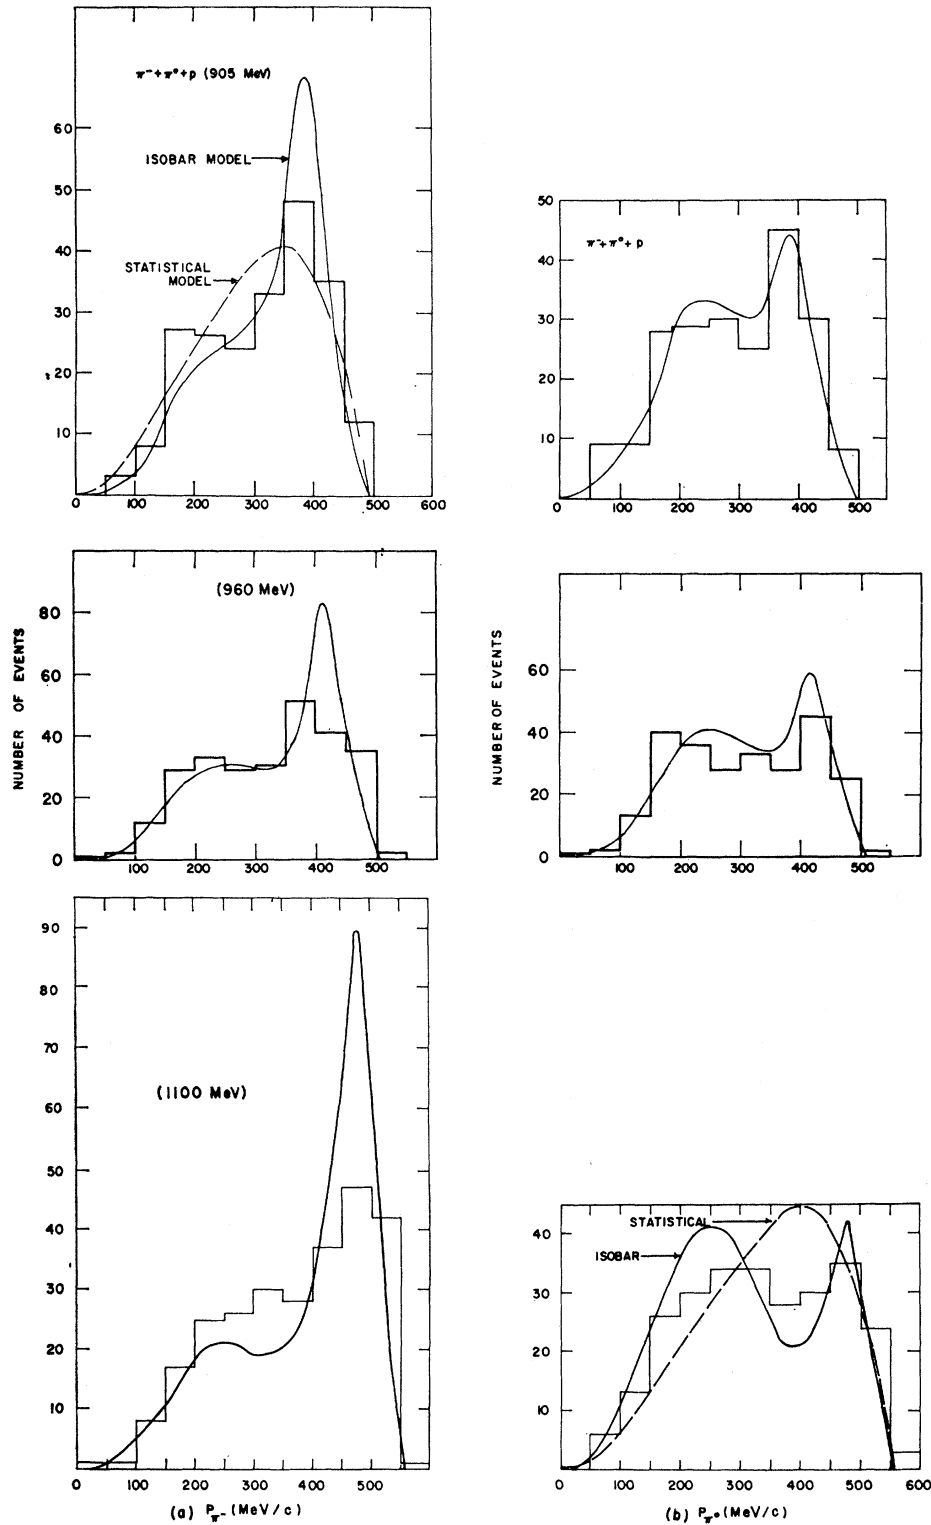 π⁻+π⁰+p (905 MeV)
ISOBAR MODEL
STATISTICAL
MODEL
60
50
40
30
20
10
0 100 200 300 400 500 600
π⁻+π⁰+p
50
40
30
20
10
0 100 200 300 400 500
(960 MeV)
NUMBER OF EVENTS
80
60
40
20
0
100 200 300 400 500
NUMBER OF EVENTS
60
40
20
0
100 200 300 400 500
(1100 MeV)
90
80
70
60
50
40
30
20
10
0 100 200 300 400 500
(a) Pπ⁻ (MeV/c)
STATISTICAL
ISOBAR
40
30
20
10
0 100 200 300 400 500 600
(b) Pπ⁰ (MeV/c)